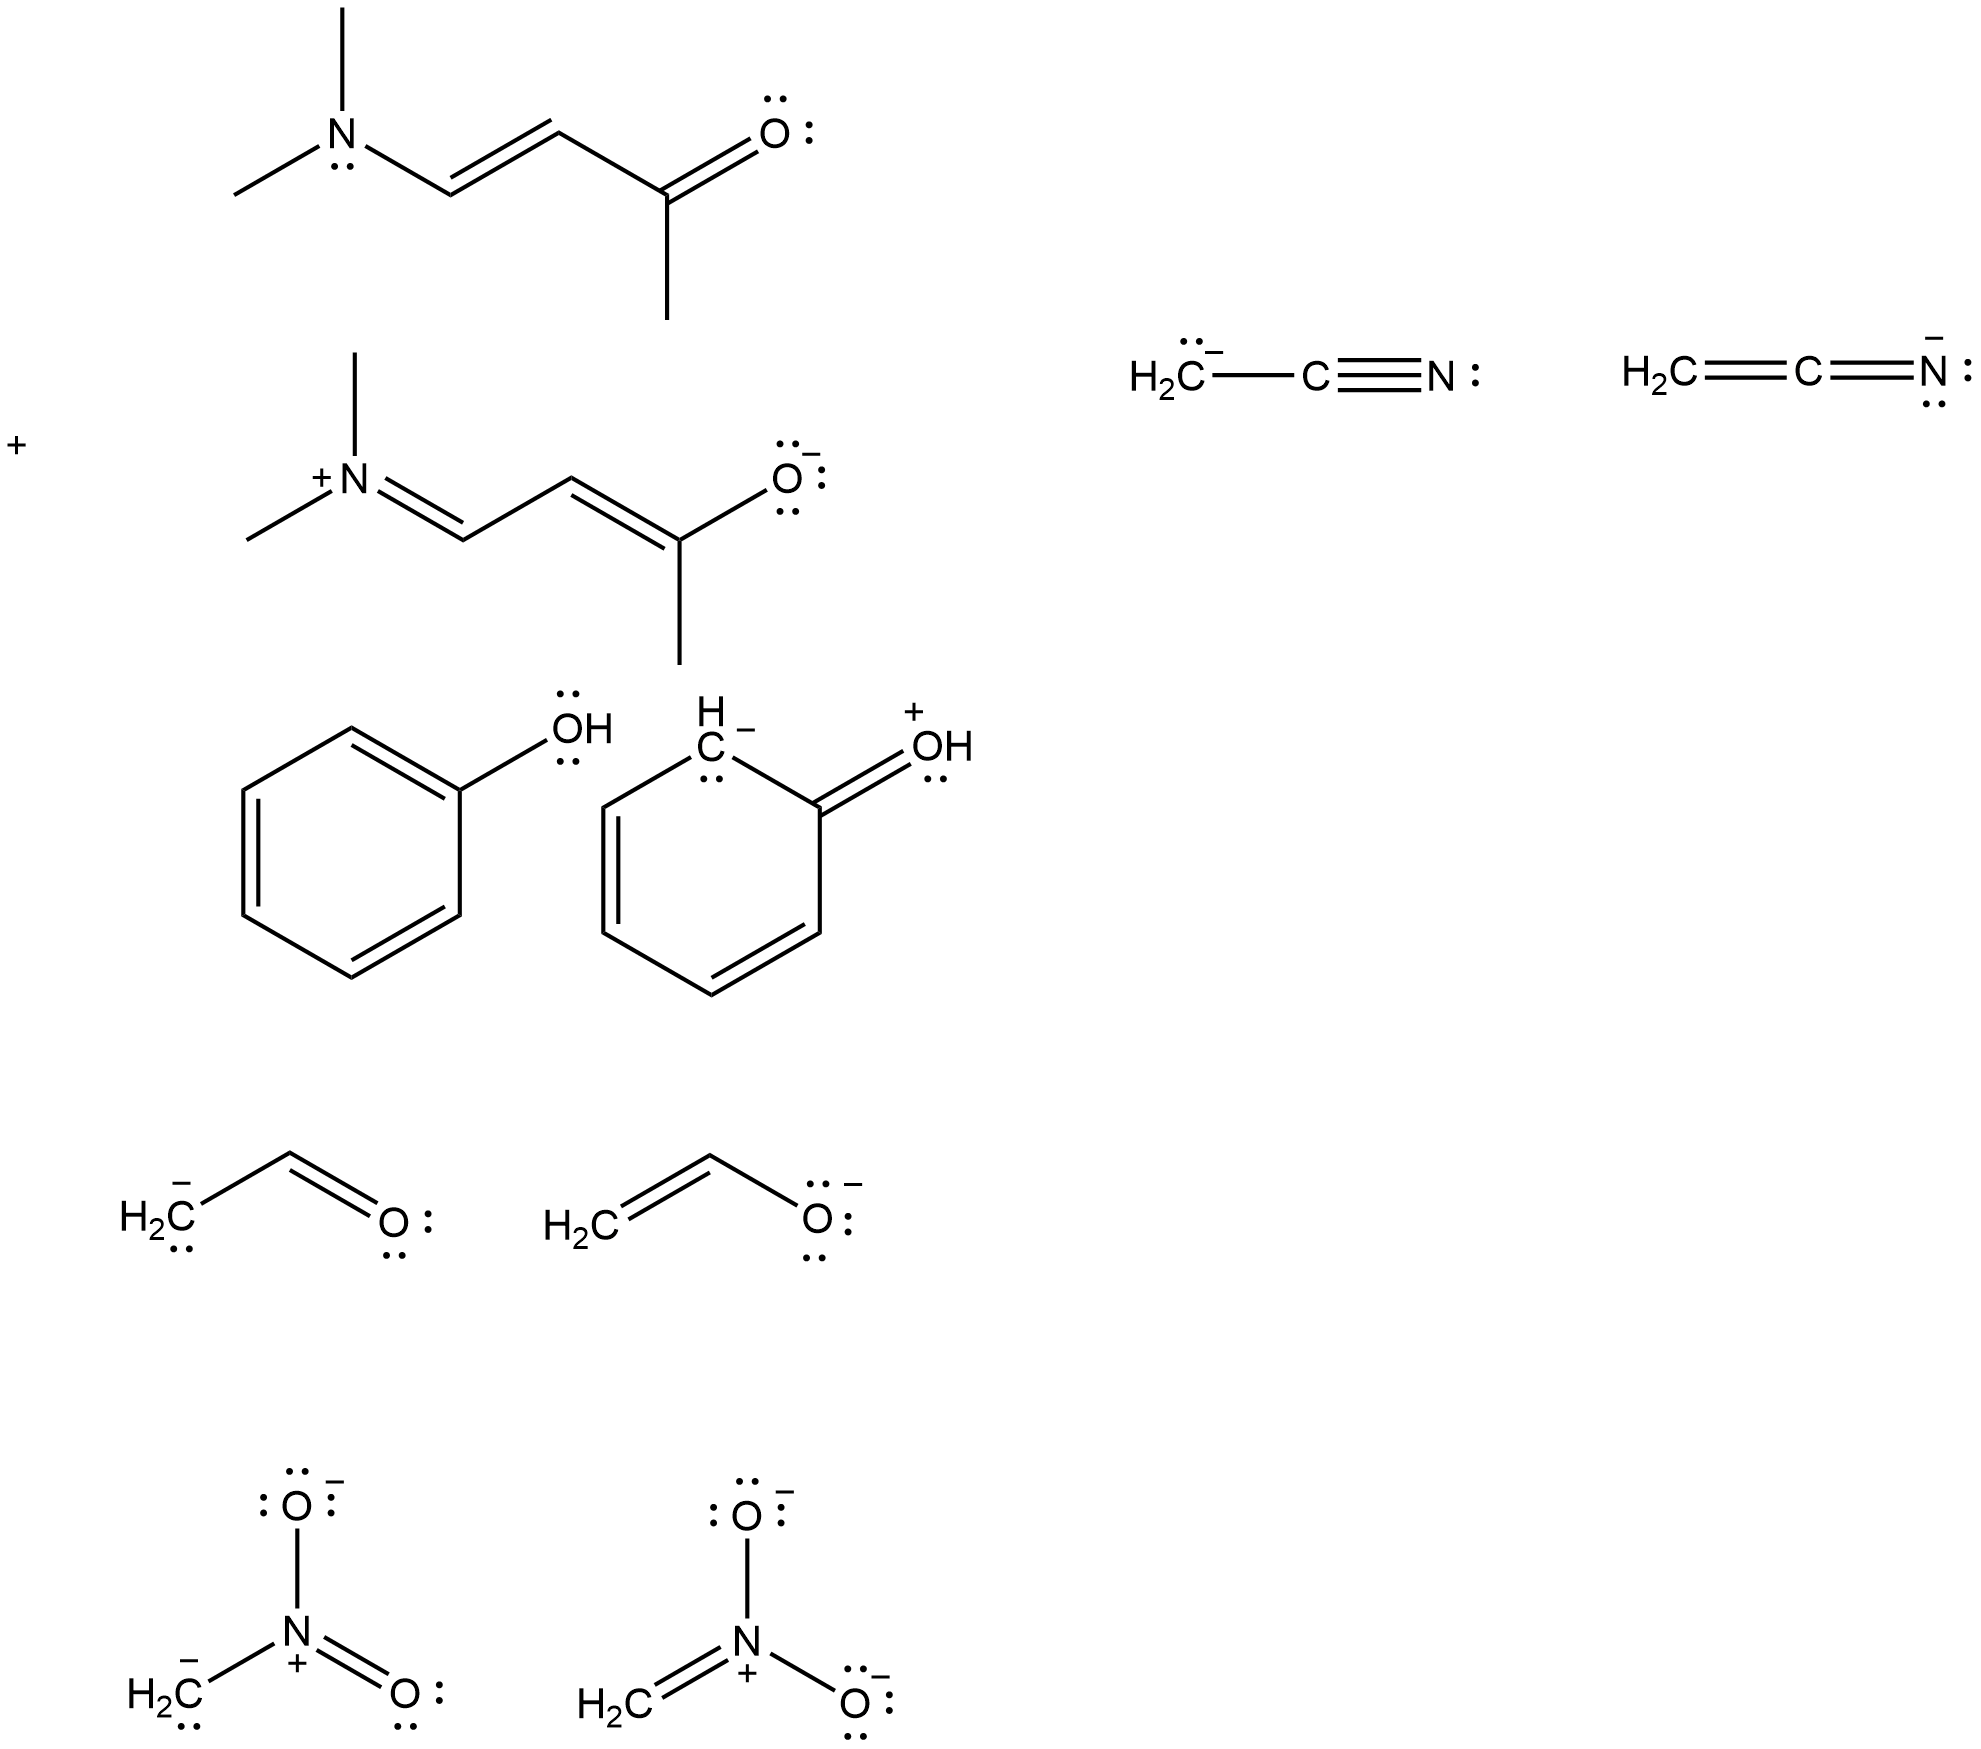 N
O
H₂C − C N
H₂C C N −
+
+ N O −
OH
H C −
+ OH
H₂C − O
H₂C O −
O −
N +
H₂C − O
O −
N +
H₂C O −